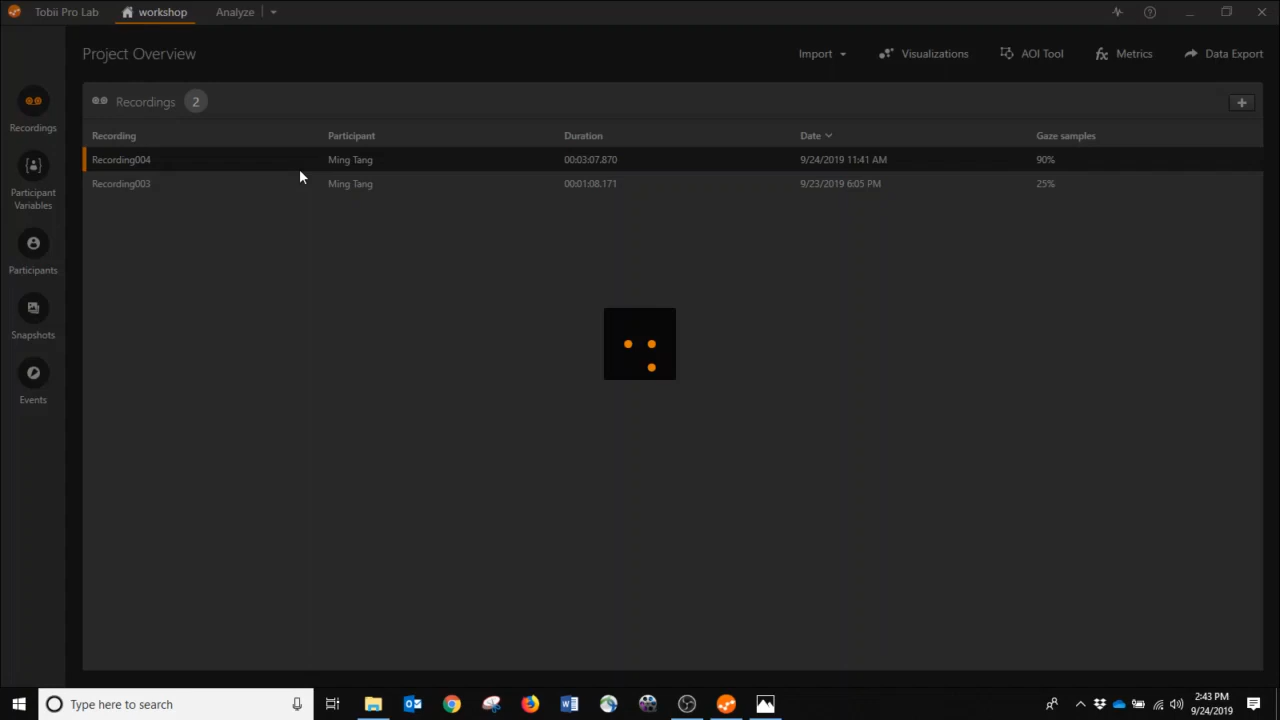 Tobii Pro Lab workshop Analyze
Project Overview Import Visualizations AOI Tool fx Metrics Data Export
Recordings 2
Recording Participant Duration Date Gaze samples
Recording004 Ming Tang 00:03:07.870 9/24/2019 11:41 AM 90%
Recording003 Ming Tang 00:01:08.171 9/23/2019 6:05 PM 25%
Recordings
Participant
Variables
Participants
Snapshots
Events
Type here to search
2:43 PM
9/24/2019